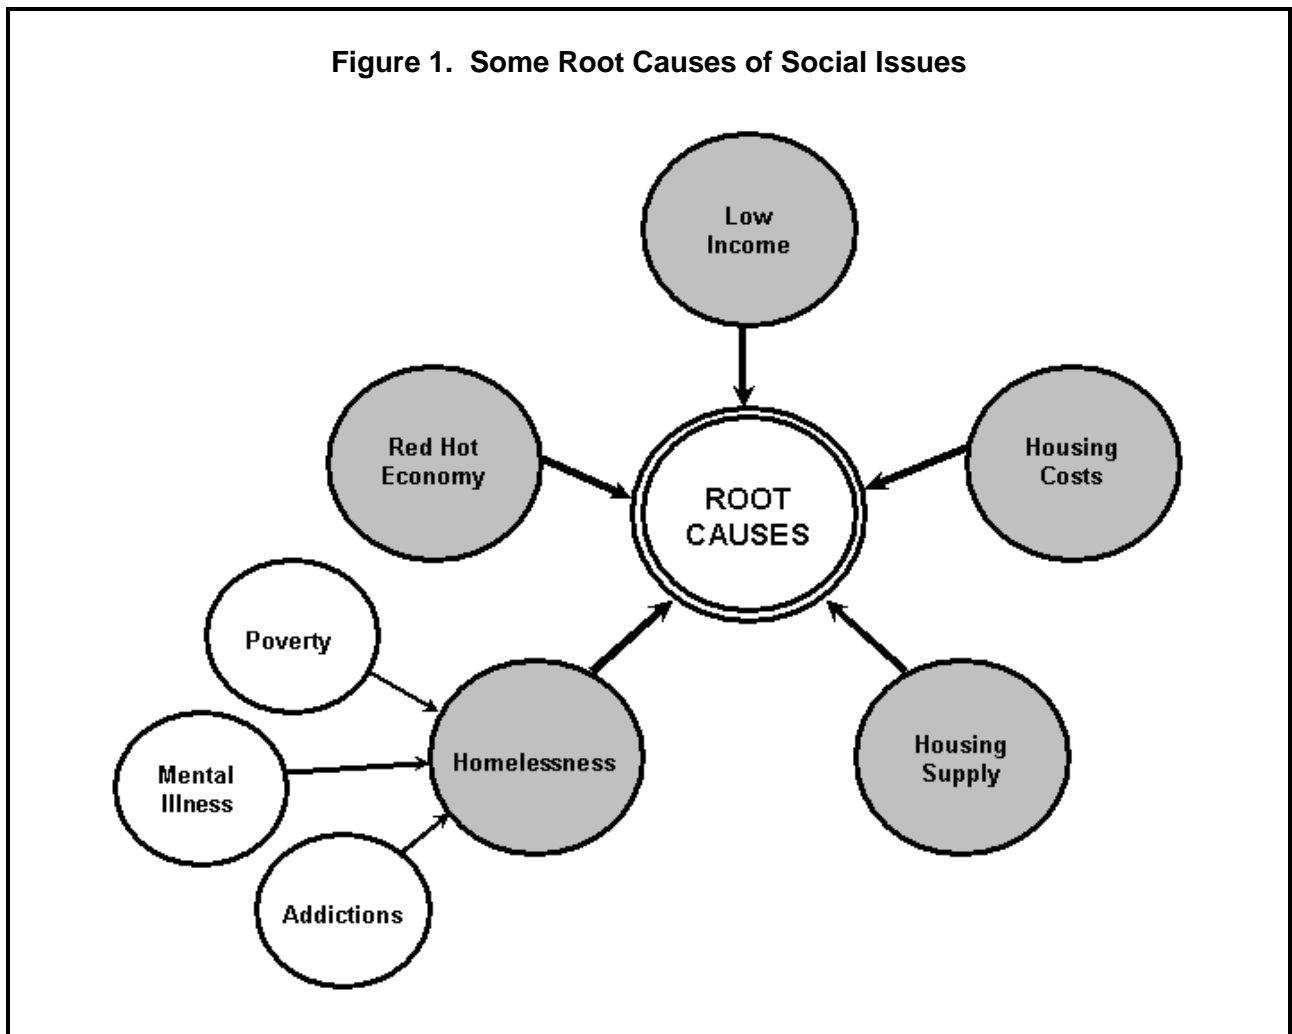 Figure 1.  Some Root Causes of Social Issues
Low
Income
Red Hot
Economy
Housing
Costs
ROOT
CAUSES
Poverty
Mental
Illness
Homelessness
Housing
Supply
Addictions